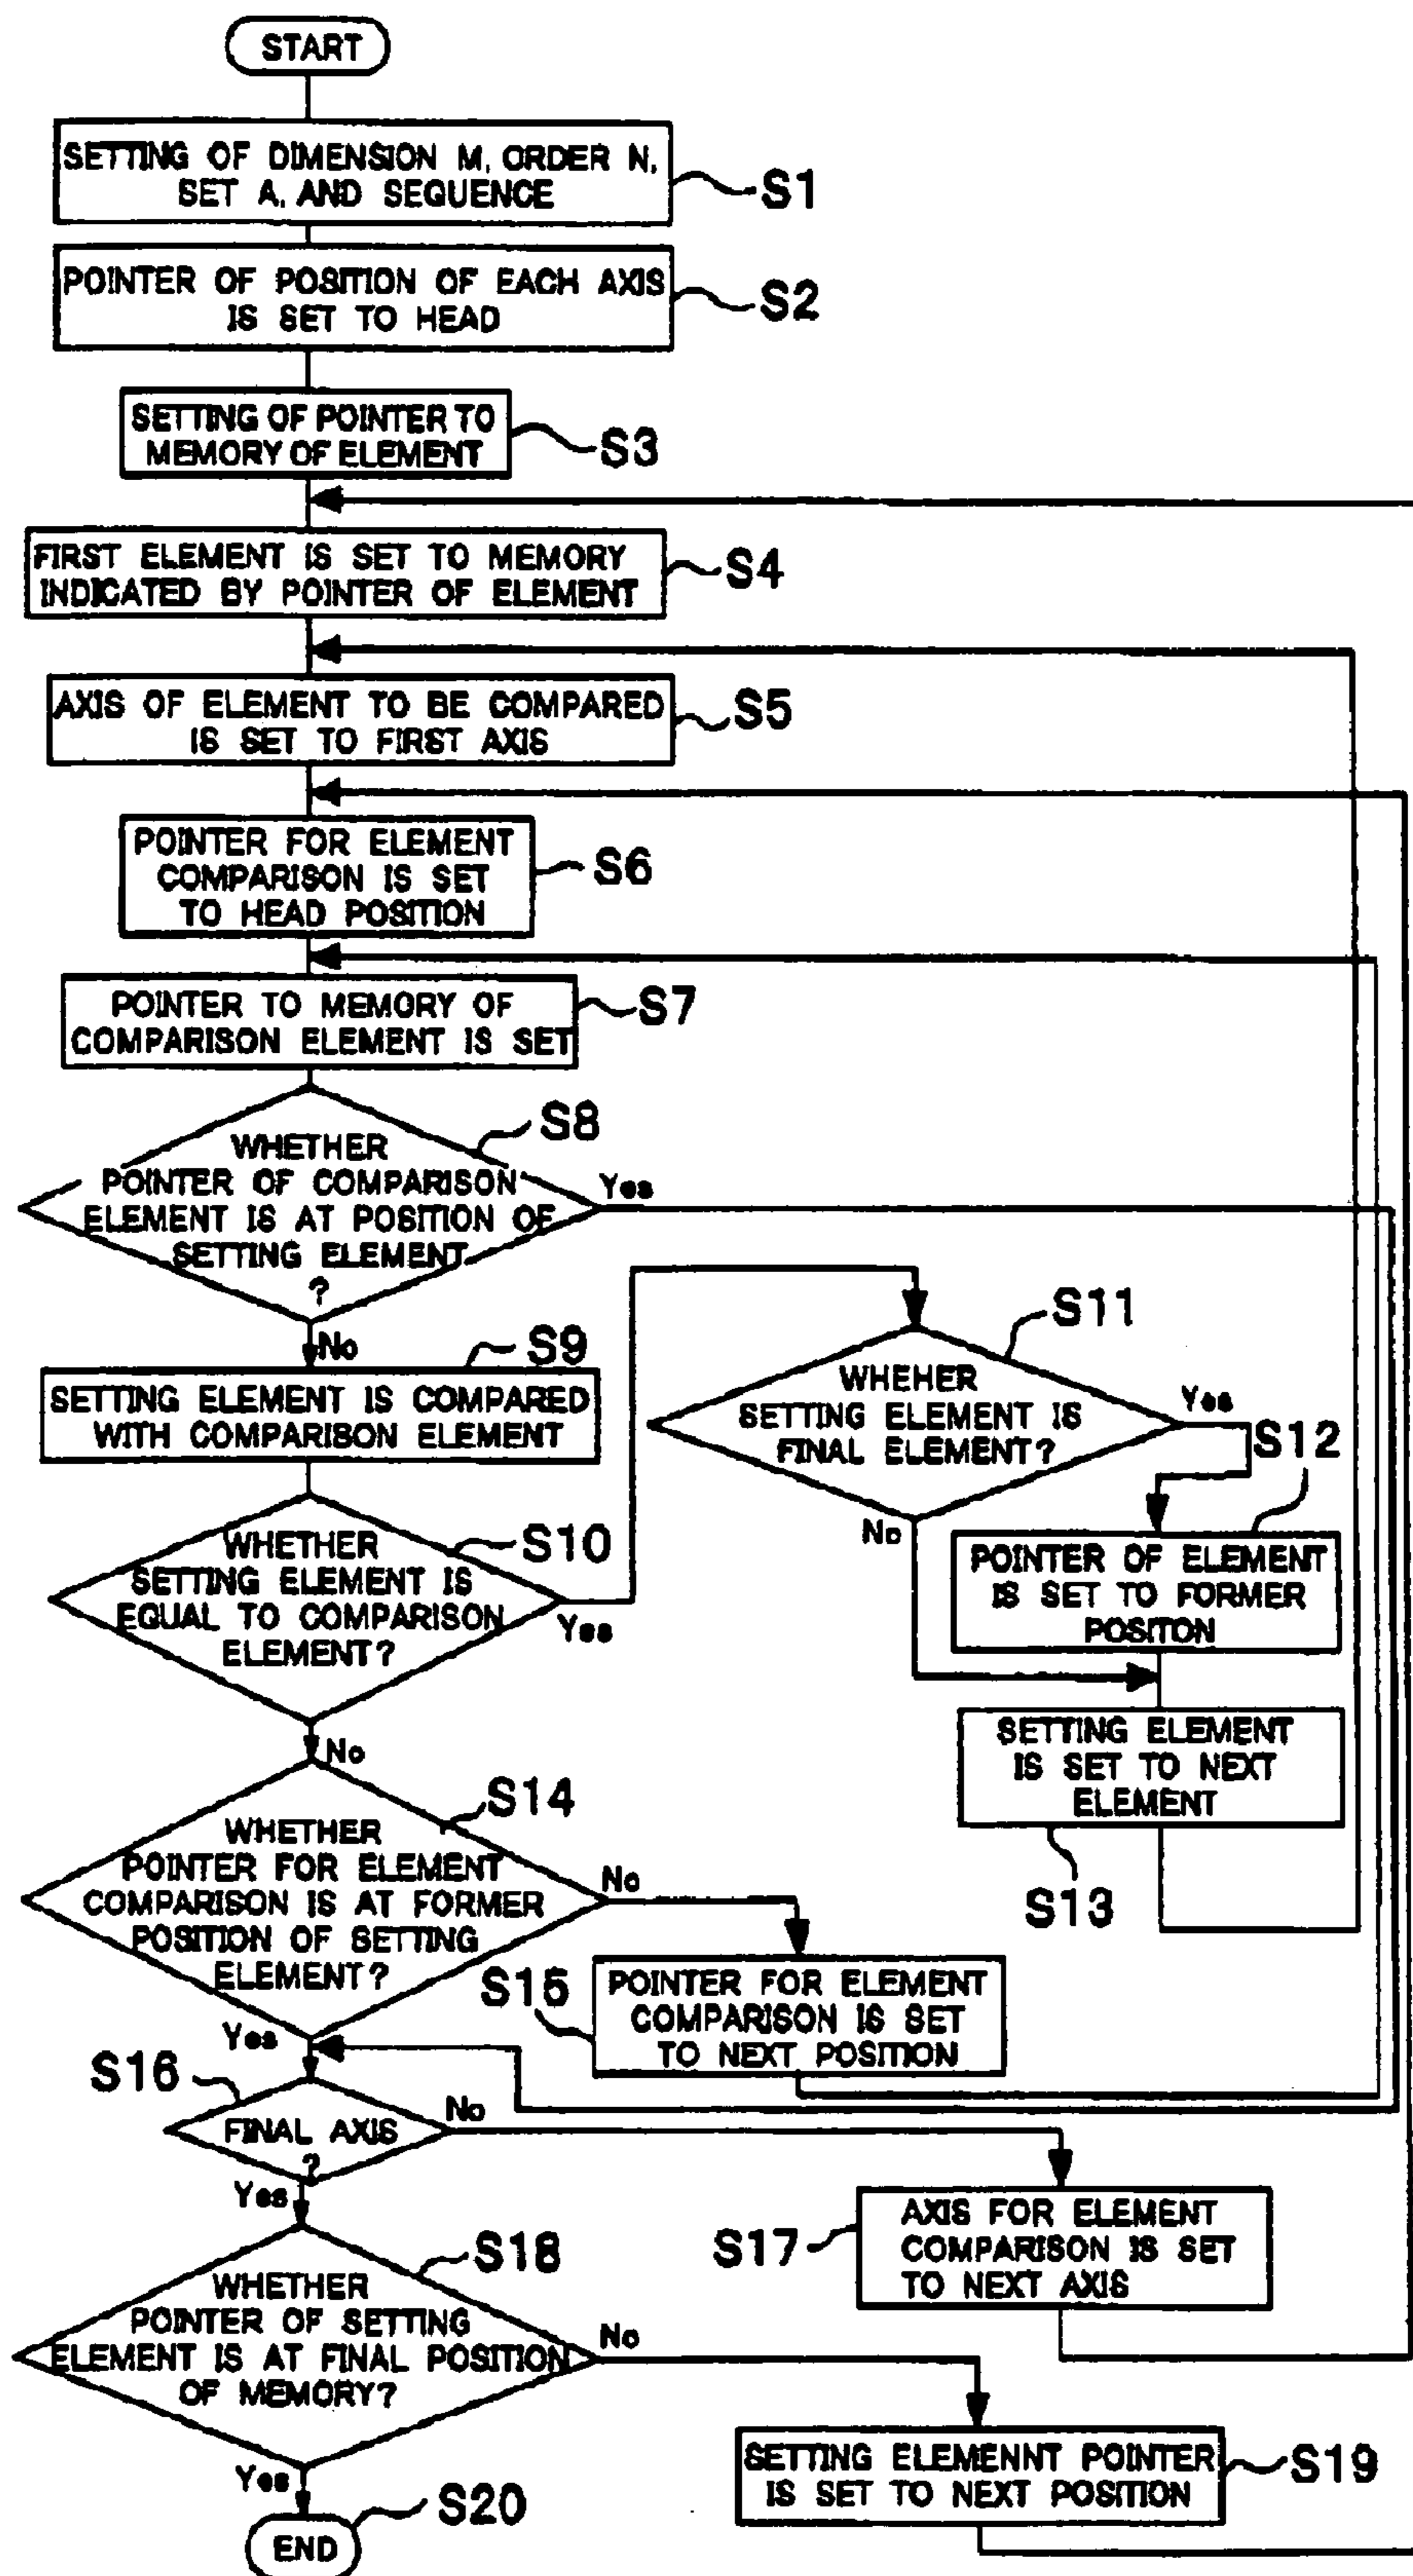 START
SETTING OF DIMENSION M, ORDER N,
SET A, AND SEQUENCE
S1
POINTER OF POSITION OF EACH AXIS
IS SET TO HEAD
S2
SETTING OF POINTER TO
MEMORY OF ELEMENT
S3
FIRST ELEMENT IS SET TO MEMORY
INDICATED BY POINTER OF ELEMENT
S4
AXIS OF ELEMENT TO BE COMPARED
IS SET TO FIRST AXIS
S5
POINTER FOR ELEMENT
COMPARISON IS SET
TO HEAD POSITION
S6
POINTER TO MEMORY OF
COMPARISON ELEMENT IS SET
S7
S8
WHETHER
POINTER OF COMPARISON
ELEMENT IS AT POSITION OF
SETTING ELEMENT
?
Yes
No
S9
SETTING ELEMENT IS COMPARED
WITH COMPARISON ELEMENT
S10
WHETHER
SETTING ELEMENT IS
EQUAL TO COMPARISON
ELEMENT?
Yes
No
S11
WHEHER
SETTING ELEMENT IS
FINAL ELEMENT?
Yes
No
S12
POINTER OF ELEMENT
IS SET TO FORMER
POSITON
SETTING ELEMENT
IS SET TO NEXT
ELEMENT
S13
S14
WHETHER
POINTER FOR ELEMENT
COMPARISON IS AT FORMER
POSITION OF SETTING
ELEMENT?
No
Yes
S15
POINTER FOR ELEMENT
COMPARISON IS SET
TO NEXT POSITION
S16
FINAL AXIS
?
No
Yes
S17
AXIS FOR ELEMENT
COMPARISON IS SET
TO NEXT AXIS
S18
WHETHER
POINTER OF SETTING
ELEMENT IS AT FINAL POSITION
OF MEMORY?
No
Yes
SETTING ELEMENNT POINTER
IS SET TO NEXT POSITION
S19
S20
END